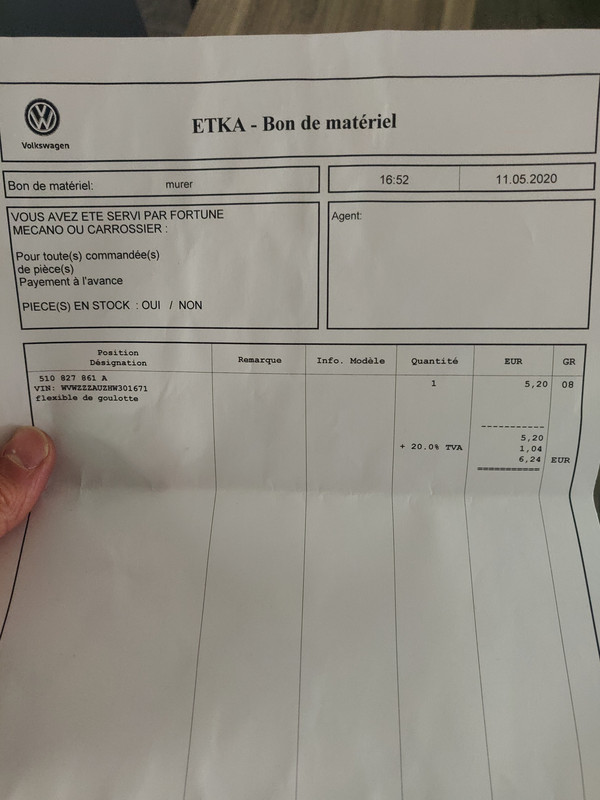 Volkswagen
ETKA - Bon de matériel
Bon de matériel: murer
16:52 11.05.2020
VOUS AVEZ ETE SERVI PAR FORTUNE
MECANO OU CARROSSIER :
Pour toute(s) commandée(s)
de pièce(s)
Payement à l'avance
PIECE(S) EN STOCK : OUI / NON
Agent:
Position
Désignation
Remarque Info. Modèle Quantité EUR GR
510 827 861 A 1 5,20 08
VIN: WVWZZZAUZHW301671
flexible de goulotte
-----------
5,20
+ 20.0% TVA 1,04
6,24 EUR
===========